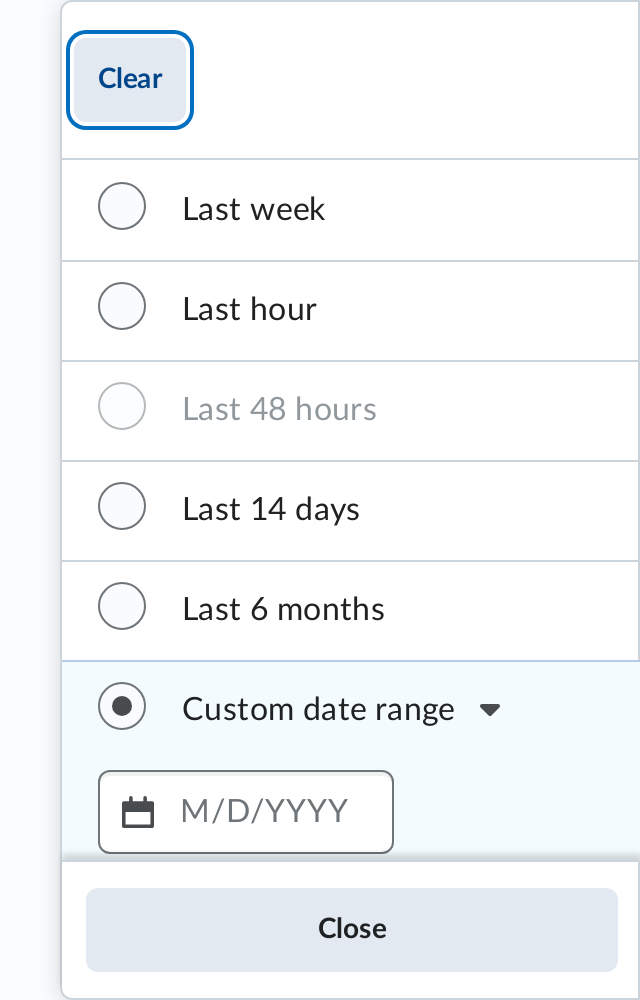 Clear
Last week
Last hour
Last 48 hours
Last 14 days
Last 6 months
Custom date range
M/D/YYYY
Close